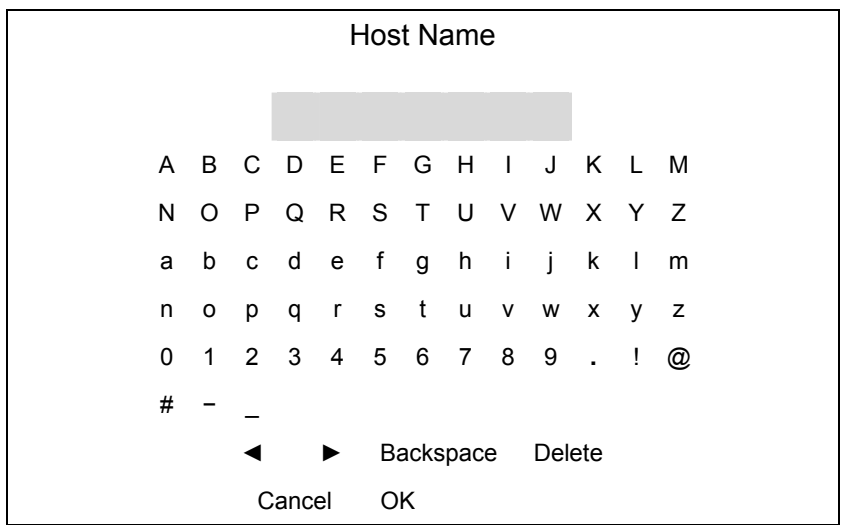 Host Name
A B C D E F G H I J K L M
N O P Q R S T U V W X Y Z
a b c d e f g h i j k l m
n o p q r s t u v w x y z
0 1 2 3 4 5 6 7 8 9 . ! @
# − _
◄ ► Backspace Delete
Cancel OK